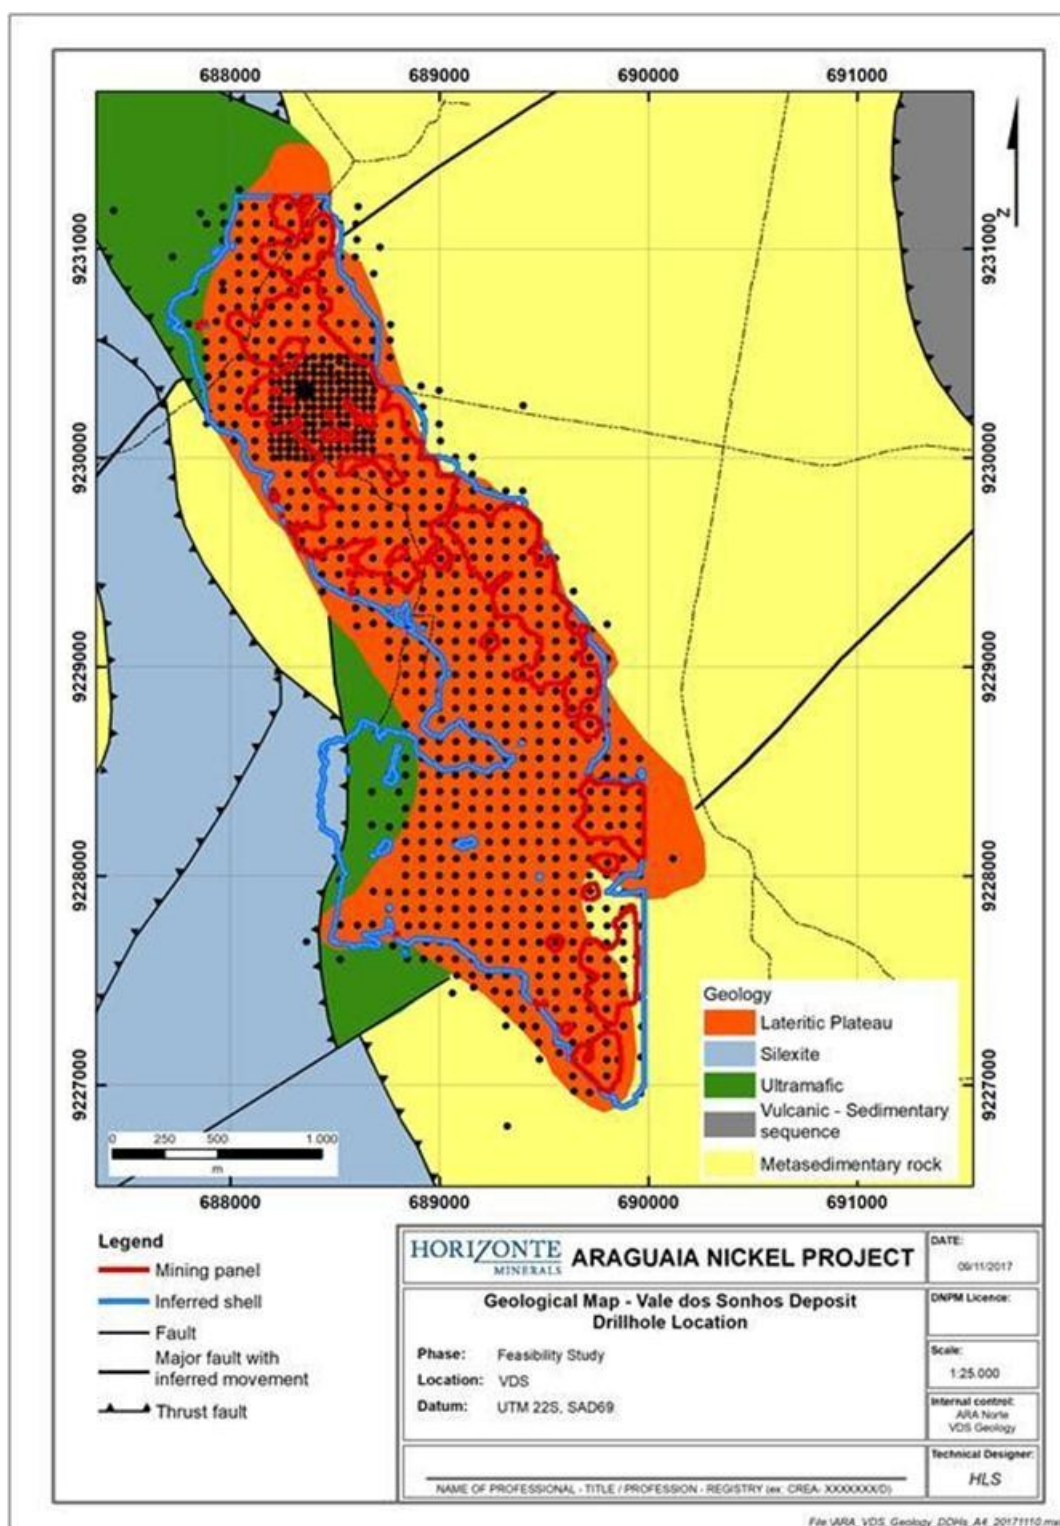 688000 689000 690000 691000
9231000
9230000
9229000
9228000
9227000
Z
9231000
9230000
9229000
9228000
9227000
Geology
Lateritic Plateau
Silexite
Ultramafic
Vulcanic - Sedimentary
sequence
Metasedimentary rock
0 250 500 1.000
m
688000 689000 690000 691000
Legend
Mining panel
Inferred shell
Fault
Major fault with
inferred movement
Thrust fault
HORIZONTE
MINERALS
ARAGUAIA NICKEL PROJECT
Geological Map - Vale dos Sonhos Deposit
Drillhole Location
Phase: Feasibility Study
Location: VDS
Datum: UTM 22S, SAD69
NAME OF PROFESSIONAL - TITLE / PROFESSION - REGISTRY (ex: CREA- XXXXXXX/D)
DATE:
09/11/2017
DNPM Licence:
Scale:
1:25.000
Internal control:
ARA Norte
VDS Geology
Technical Designer:
HLS